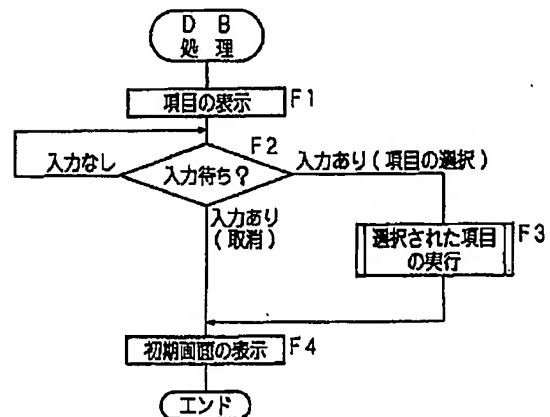 D B
処 理
項目の表示 F1
F2
入力なし
入力待ち?
入力あり(項目の選択)
入力あり
(取消)
選択された項目
の実行
F3
初期画面の表示 F4
エンド